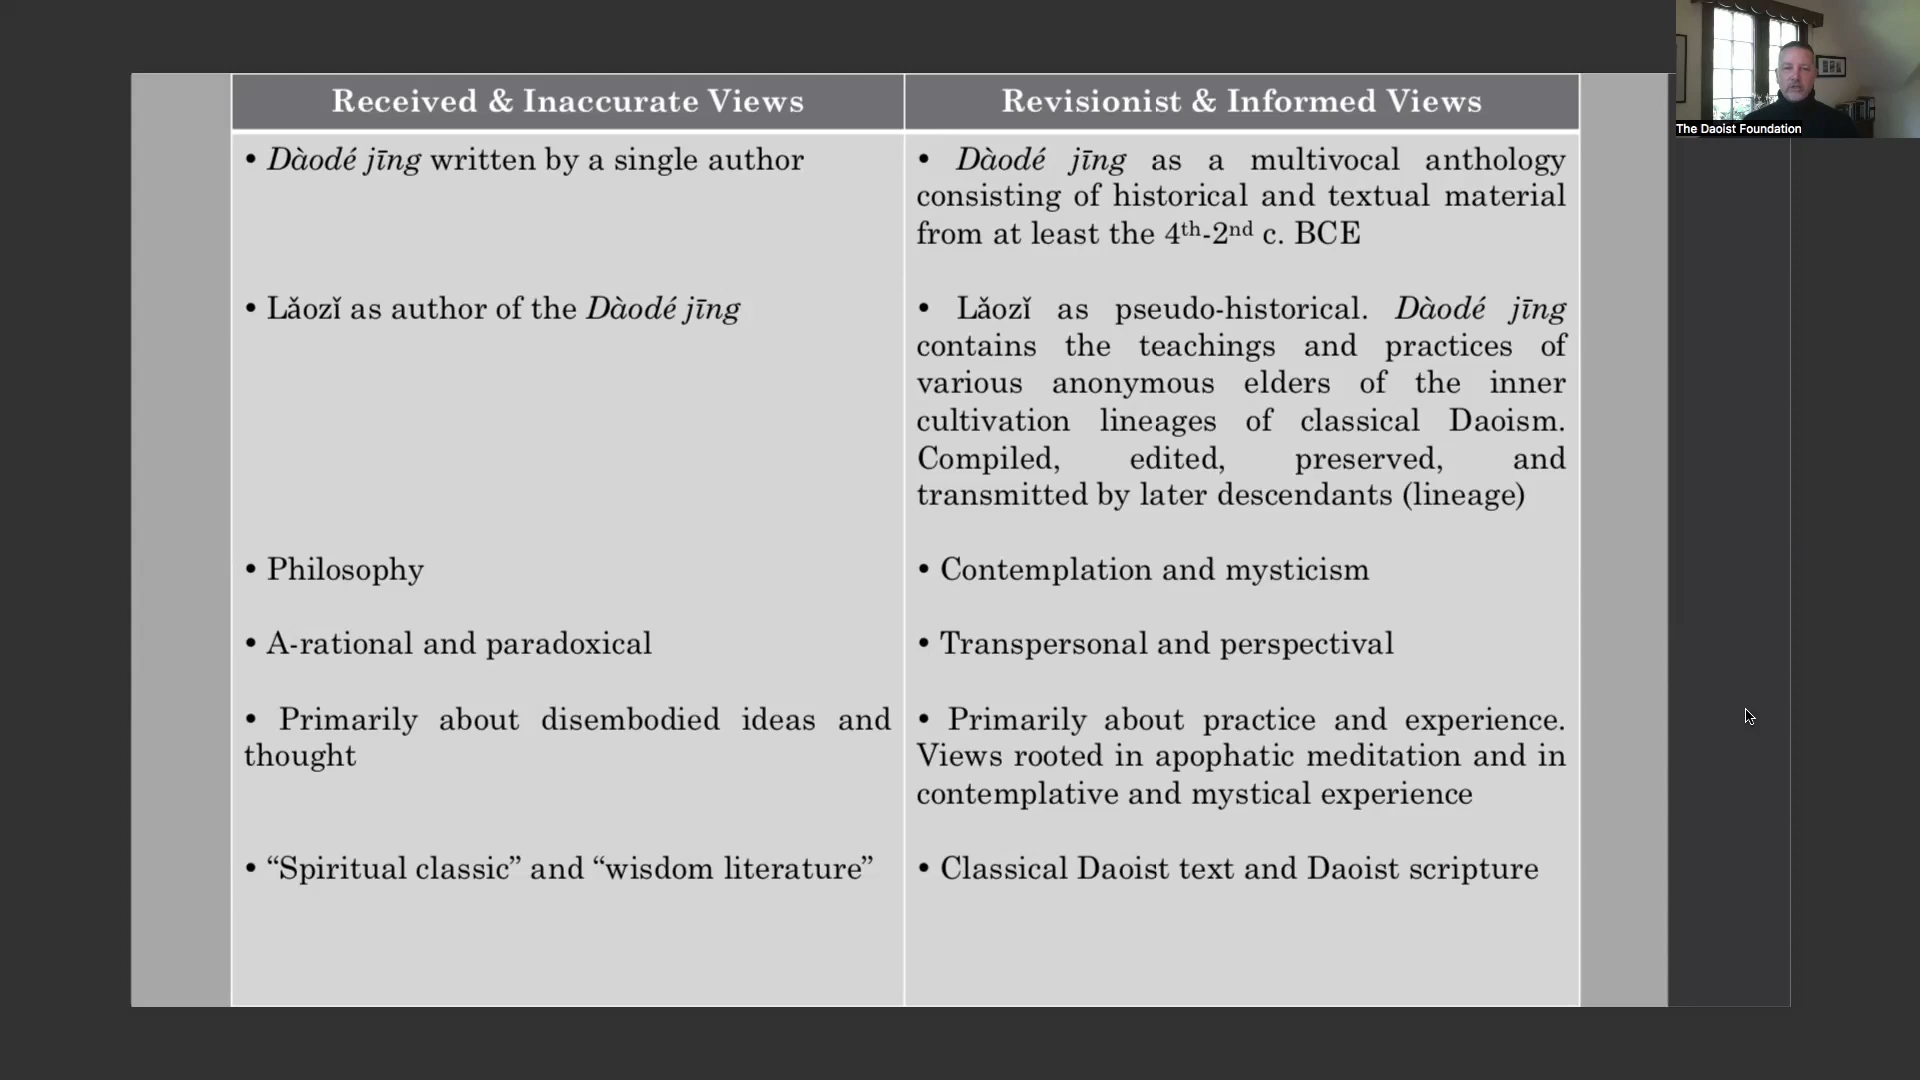 Received & Inaccurate Views
• Dàodé jīng written by a single author
• Lǎozǐ as author of the Dàodé jīng
• Philosophy
• A-rational and paradoxical
• Primarily about disembodied ideas and
thought
• “Spiritual classic” and “wisdom literature”
Revisionist & Informed Views
• Dàodé jīng as a multivocal anthology
consisting of historical and textual material
from at least the 4th-2nd c. BCE
• Lǎozǐ as pseudo-historical. Dàodé jīng
contains the teachings and practices of
various anonymous elders of the inner
cultivation lineages of classical Daoism.
Compiled, edited, preserved, and
transmitted by later descendants (lineage)
• Contemplation and mysticism
• Transpersonal and perspectival
• Primarily about practice and experience.
Views rooted in apophatic meditation and in
contemplative and mystical experience
• Classical Daoist text and Daoist scripture
The Daoist Foundation